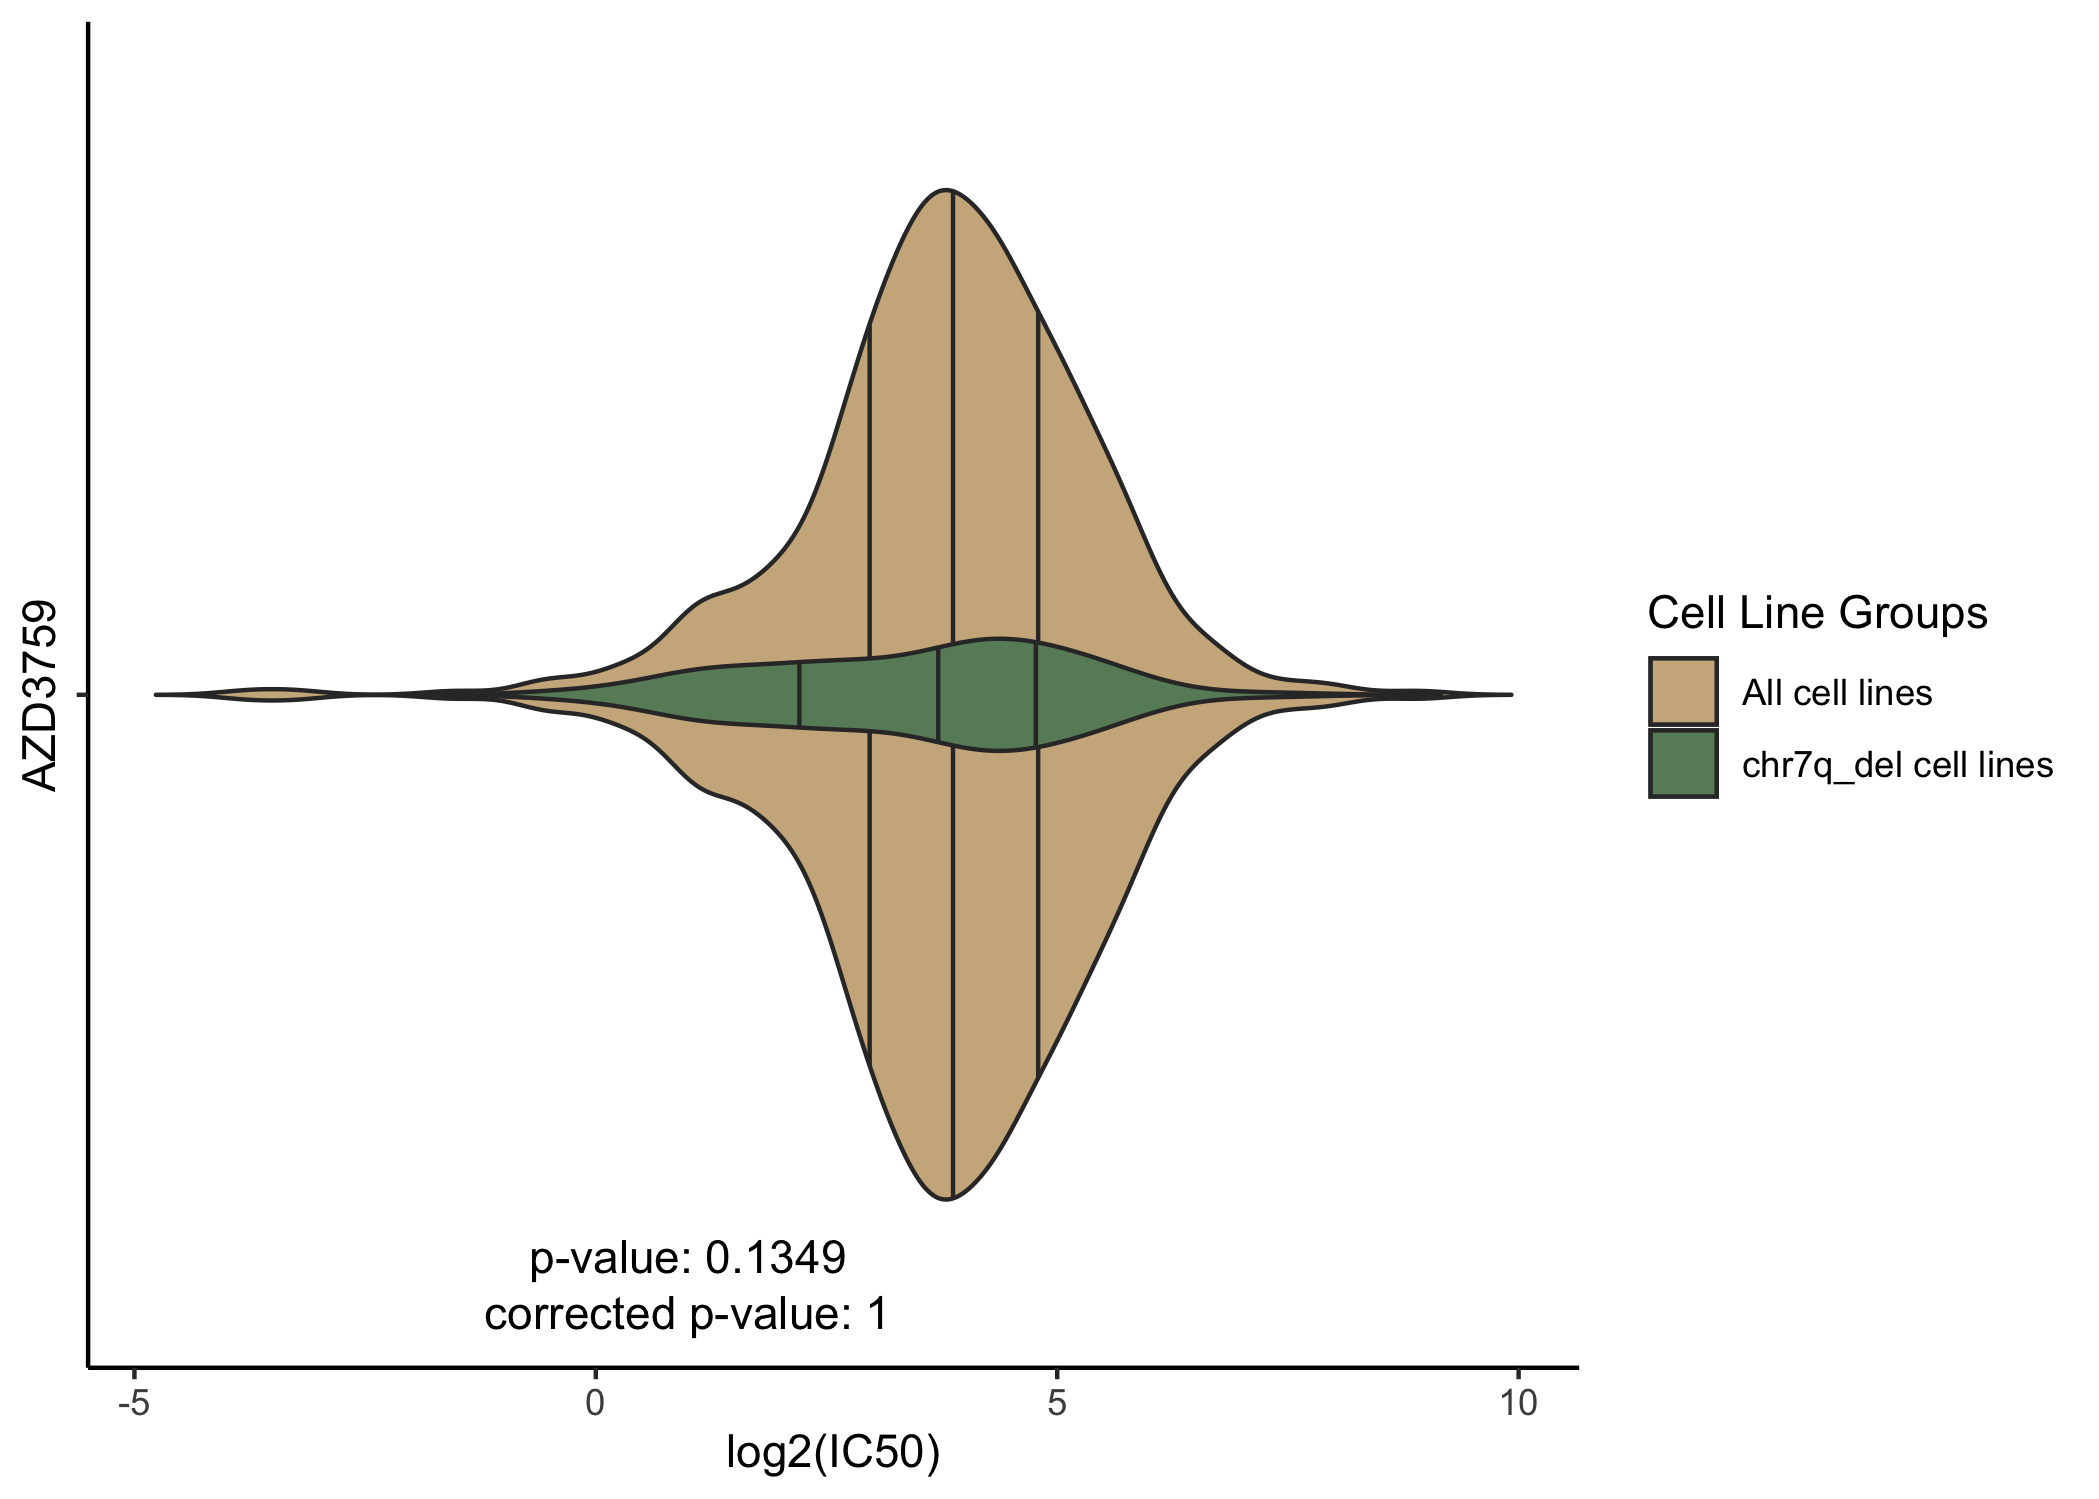 AZD3759
p-value: 0.1349
corrected p-value: 1
-5 0 5 10
log2(IC50)
Cell Line Groups
All cell lines
chr7q_del cell lines